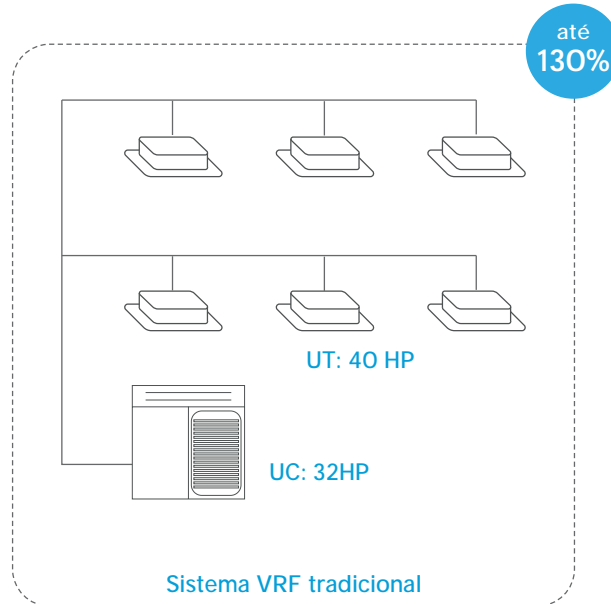 até
130%
UT: 40 HP
UC: 32HP
Sistema VRF tradicional